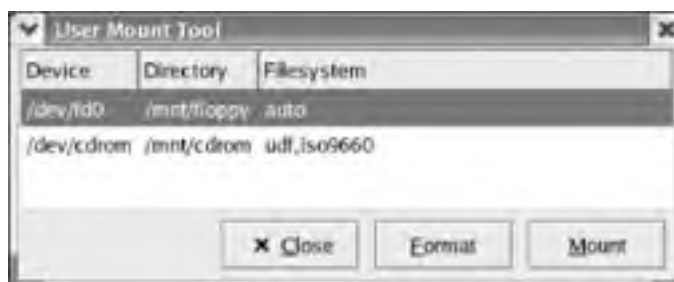 User Mount Tool
Device Directory Filesystem
/dev/fd0 /mnt/floppy auto
/dev/cdrom /mnt/cdrom udf,iso9660
Close Format Mount